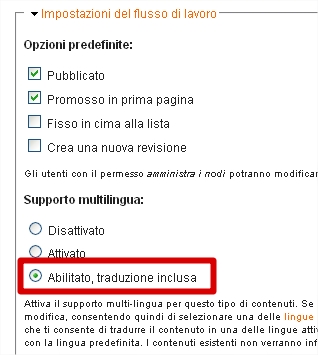 Impostazioni del flusso di lavoro
Opzioni predefinite:
Pubblicato
Promosso in prima pagina
Fisso in cima alla lista
Crea una nuova revisione
Gli utenti con il permesso amministra i nodi potranno modificar
Supporto multilingua:
Disattivato
Attivato
Abilitato, traduzione inclusa
Attiva il supporto multi-lingua per questo tipo di contenuti. Se
modifica, consentendo quindi di selezionare una delle lingue
che ti consente di tradurre il contenuto in una delle lingue atti
con la lingua predefinita. I contenuti esistenti non verranno inf